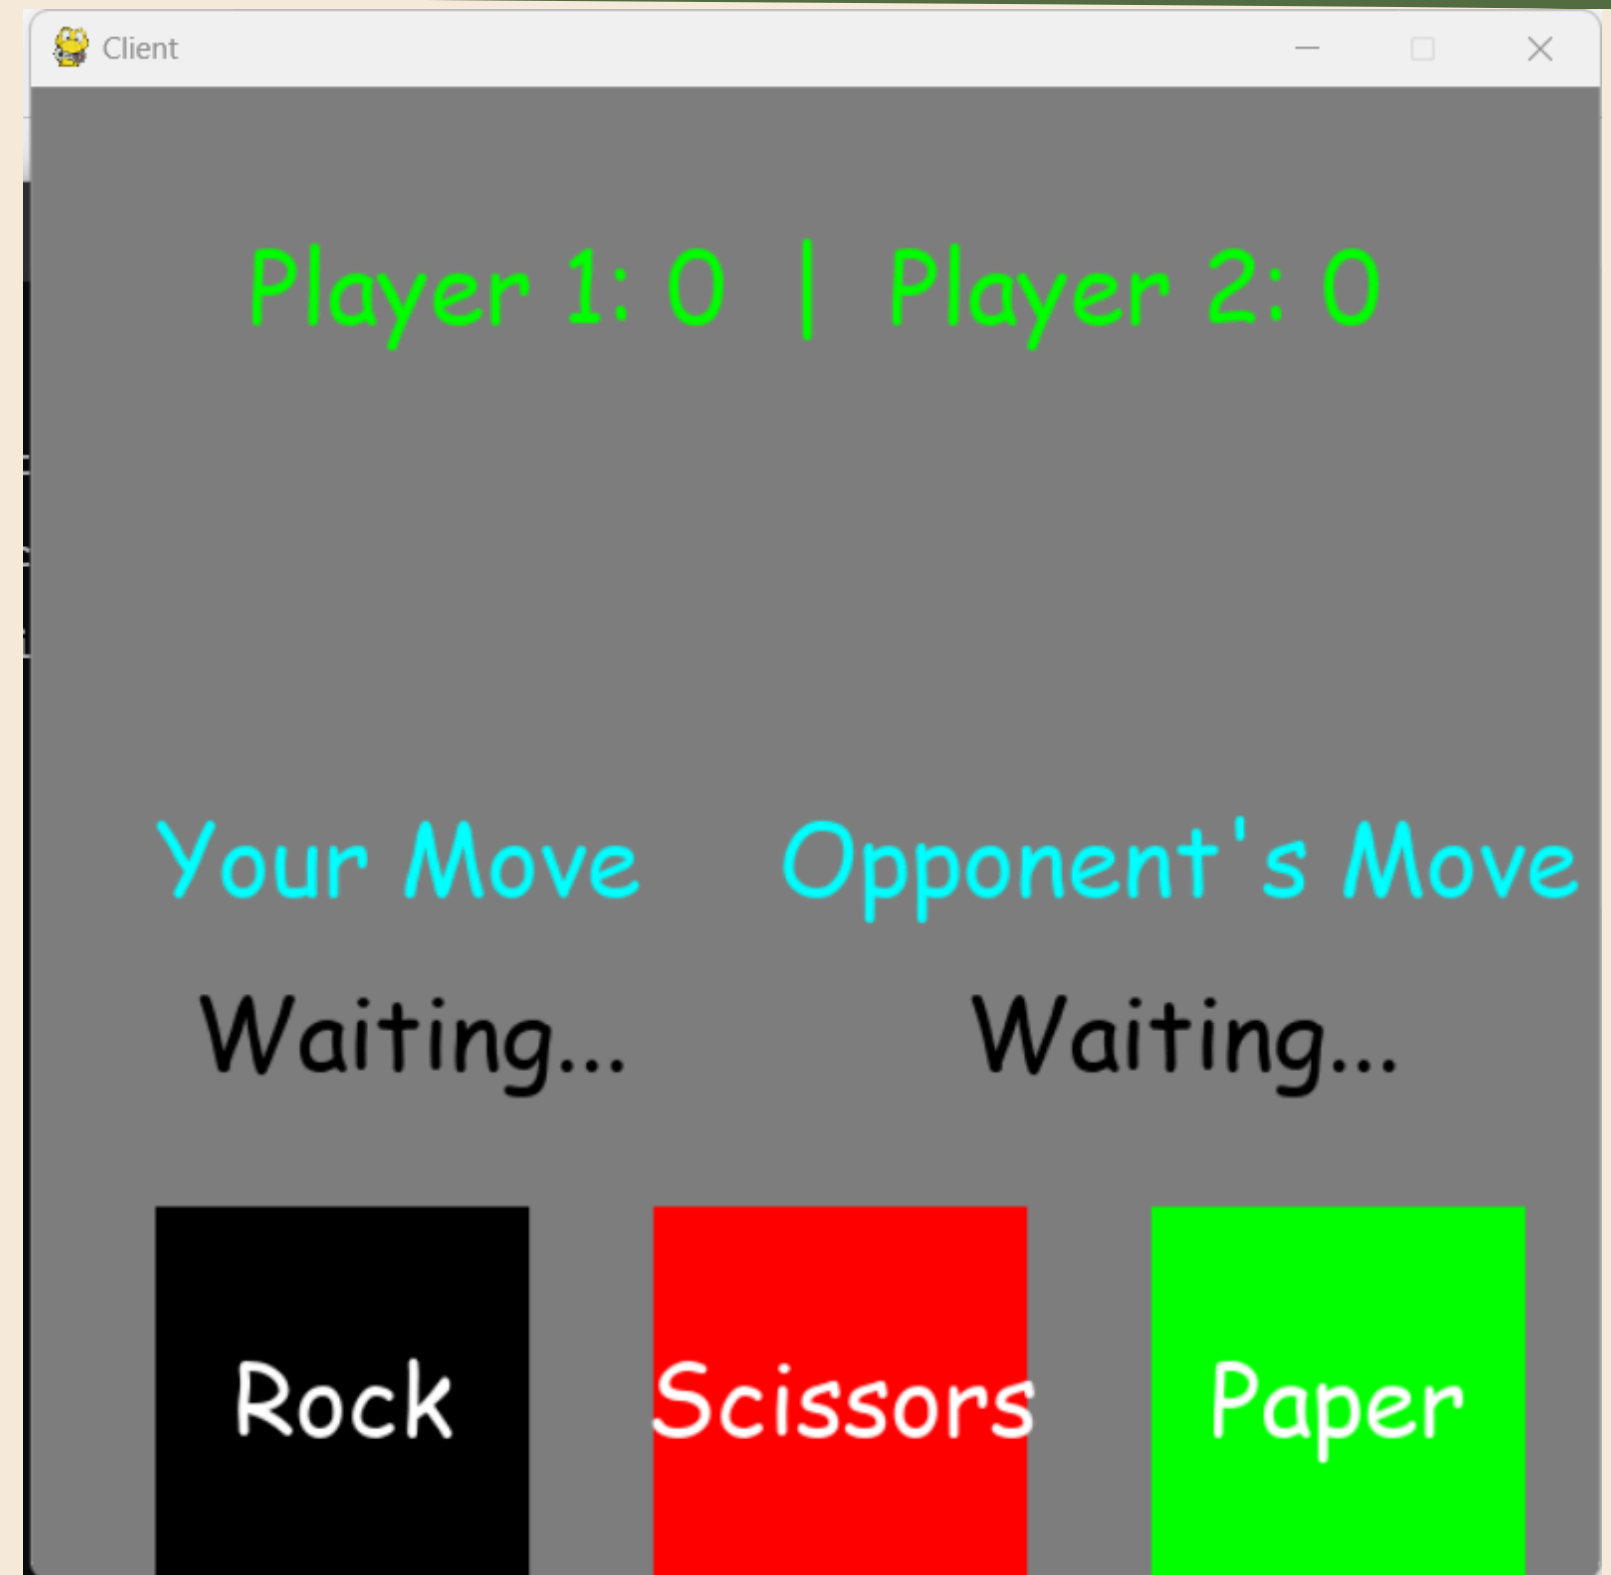 Client
Player 1: 0 | Player 2: 0
Your Move Opponent's Move
Waiting... Waiting...
Rock Scissors Paper